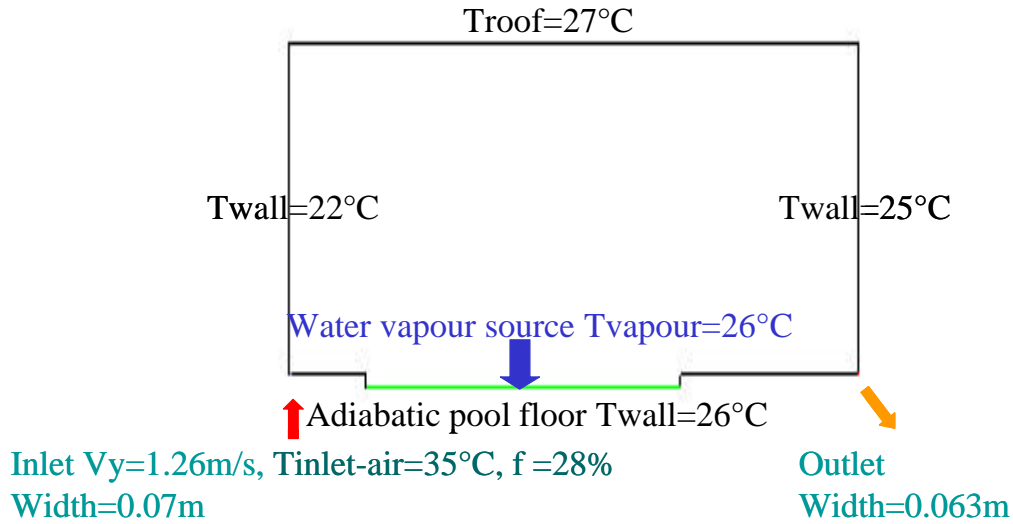 Troof=27°C
Twall=22°C
Twall=25°C
Water vapour source Tvapour=26°C
Adiabatic pool floor Twall=26°C
Inlet Vy=1.26m/s, Tinlet-air=35°C, f =28%
Width=0.07m
Outlet
Width=0.063m